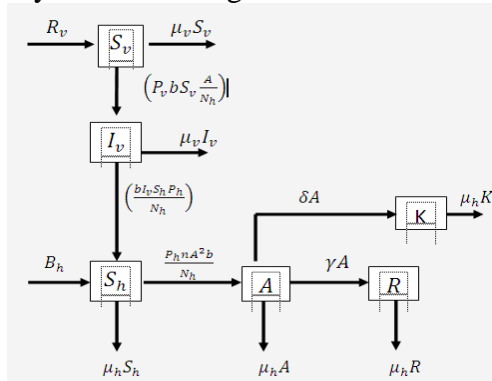 R_v
S_v
μ_v S_v
(P_v b S_v A/N_h)
I_v
μ_v I_v
(b I_v S_h P_h / N_h)
δA
K
μ_h K
B_h
S_h
P_h n A² b / N_h
A
γA
R
μ_h S_h
μ_h A
μ_h R